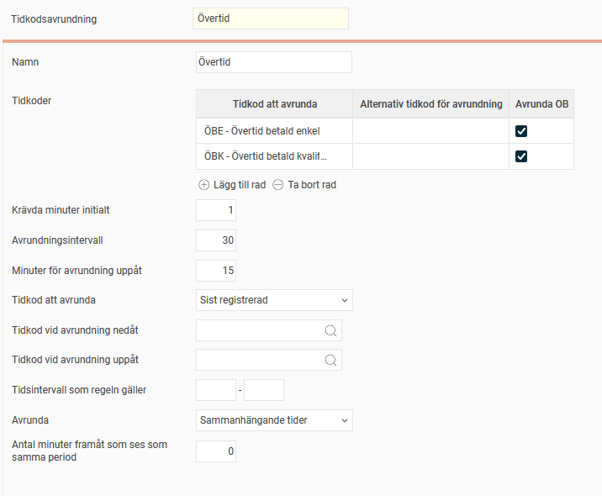 Tidkodsavrundning Övertid
Namn Övertid
Tidkoder
Tidkod att avrunda Alternativ tidkod för avrundning Avrunda OB
ÖBE - Övertid betald enkel
ÖBK - Övertid betald kvalif...
Lägg till rad Ta bort rad
Krävda minuter initialt 1
Avrundningsintervall 30
Minuter för avrundning uppåt 15
Tidkod att avrunda Sist registrerad
Tidkod vid avrundning nedåt
Tidkod vid avrundning uppåt
Tidsintervall som regeln gäller -
Avrunda Sammanhängande tider
Antal minuter framåt som ses som
samma period 0